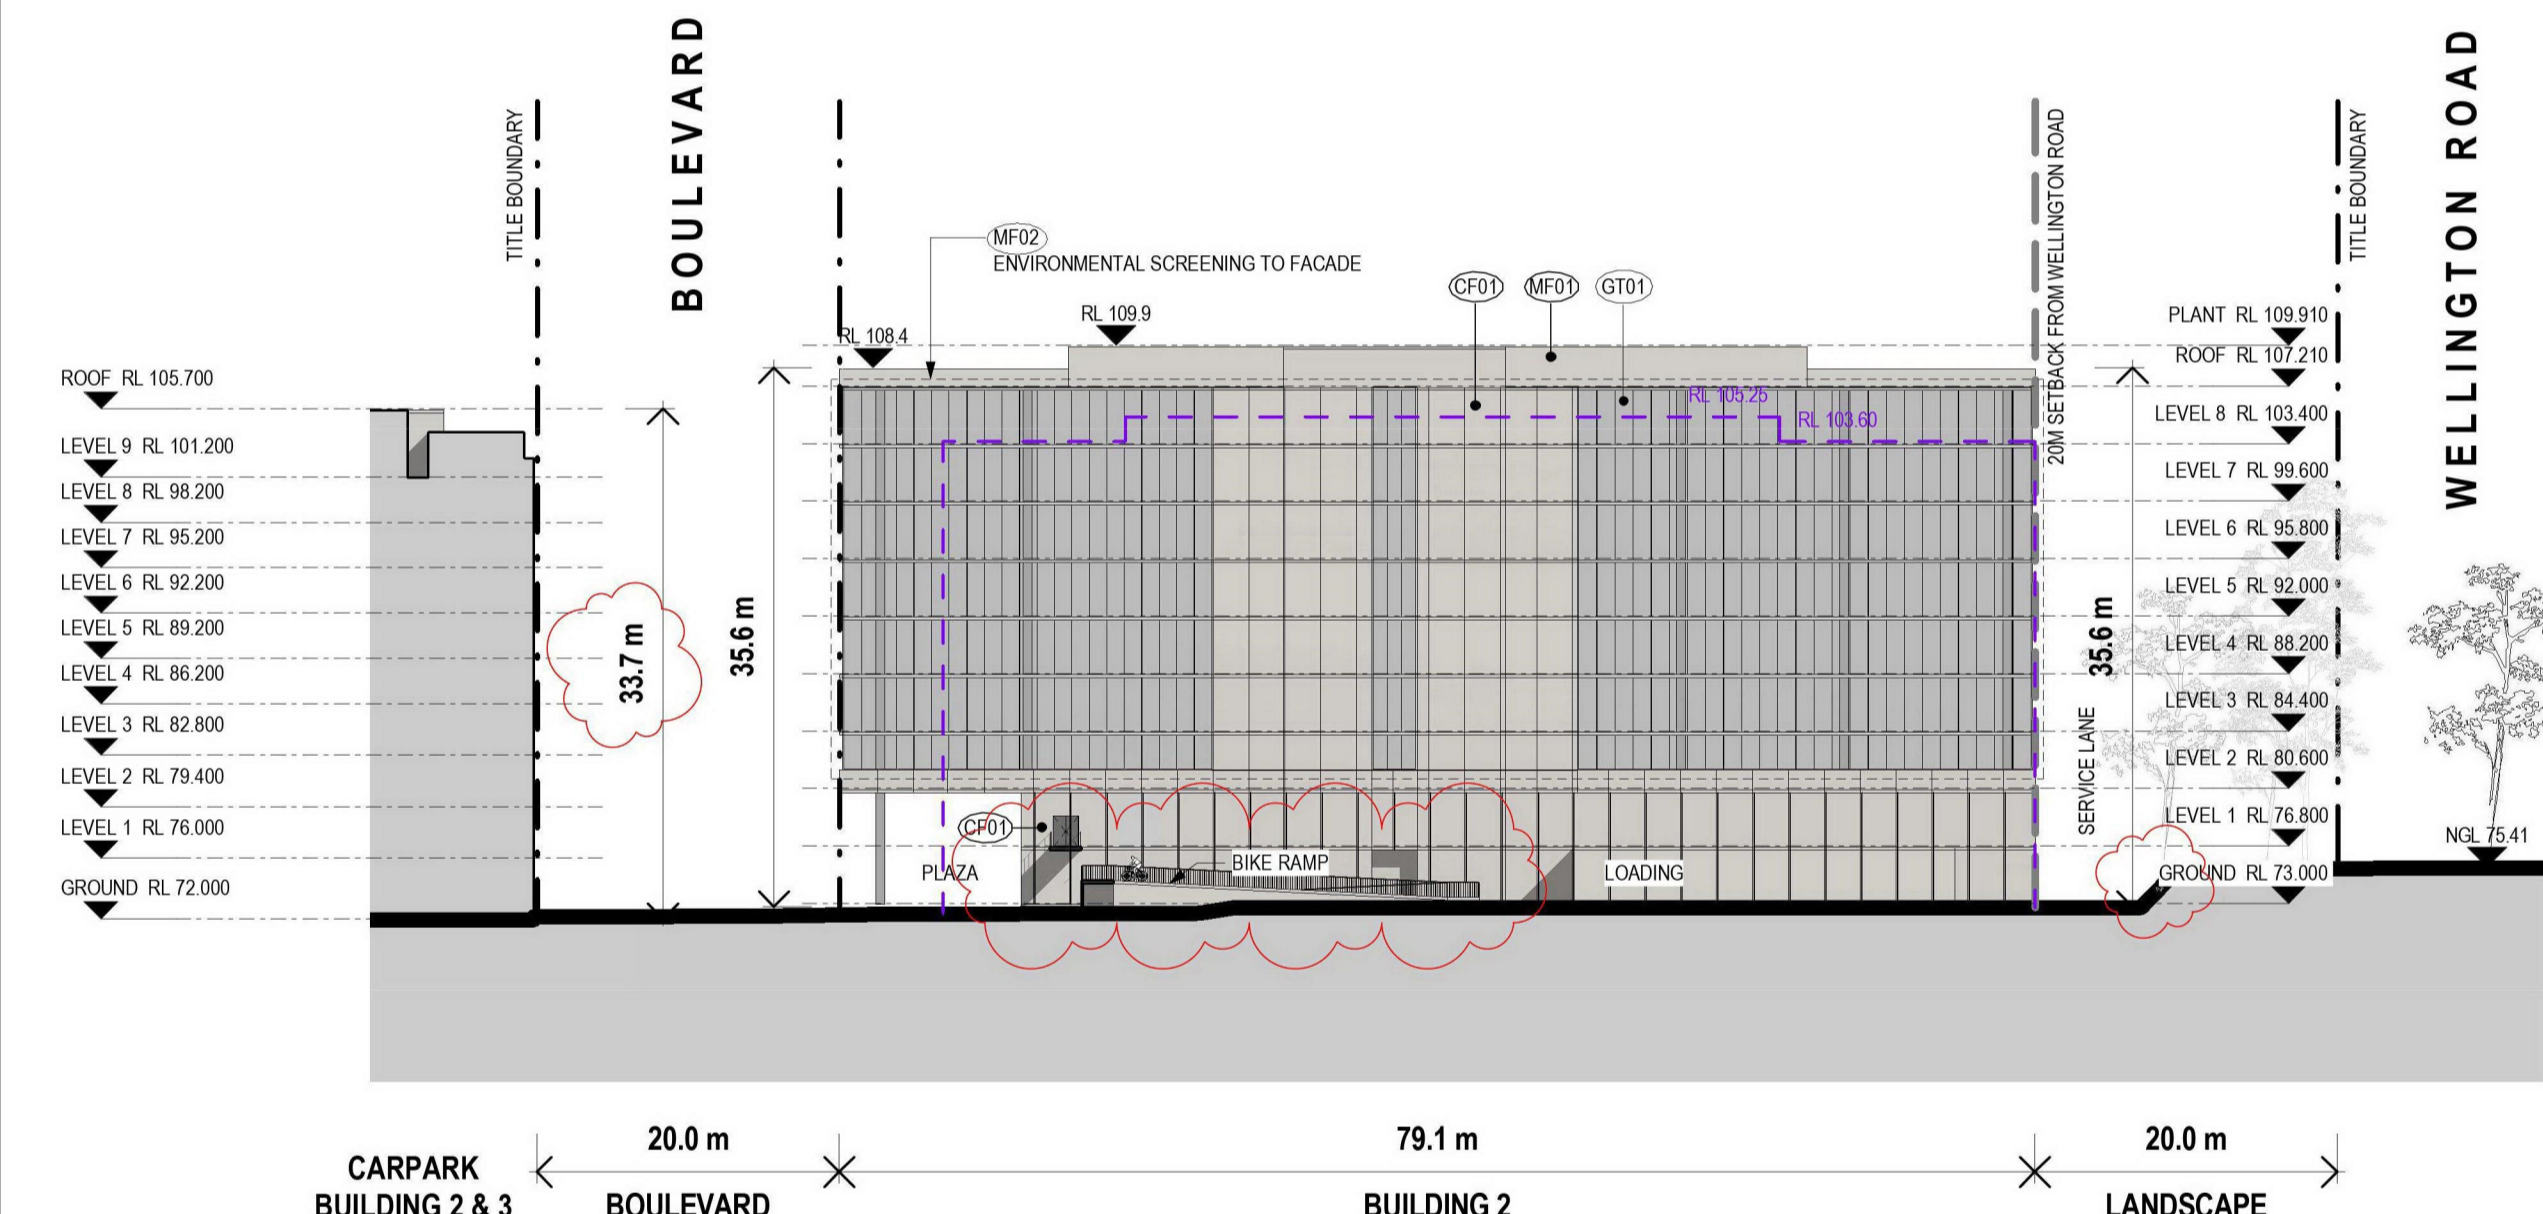 BOULEVARD
WELLINGTON ROAD
TITLE BOUNDARY
20M SETBACK FROM WELLINGTON ROAD
TITLE BOUNDARY
MF02
ENVIRONMENTAL SCREENING TO FACADE
CF01
MF01
GT01
RL 109.9
RL 108.4
RL 105.25
RL 103.60
ROOF RL 105.700
LEVEL 9 RL 101.200
LEVEL 8 RL 98.200
LEVEL 7 RL 95.200
LEVEL 6 RL 92.200
LEVEL 5 RL 89.200
LEVEL 4 RL 86.200
LEVEL 3 RL 82.800
LEVEL 2 RL 79.400
LEVEL 1 RL 76.000
GROUND RL 72.000
33.7 m
35.6 m
CF01
PLAZA
BIKE RAMP
LOADING
SERVICE LANE
35.6 m
PLANT RL 109.910
ROOF RL 107.210
LEVEL 8 RL 103.400
LEVEL 7 RL 99.600
LEVEL 6 RL 95.800
LEVEL 5 RL 92.000
LEVEL 4 RL 88.200
LEVEL 3 RL 84.400
LEVEL 2 RL 80.600
LEVEL 1 RL 76.800
GROUND RL 73.000
NGL 75.41
20.0 m
79.1 m
20.0 m
CARPARK
BUILDING 2 & 3
BOULEVARD
BUILDING 2
LANDSCAPE